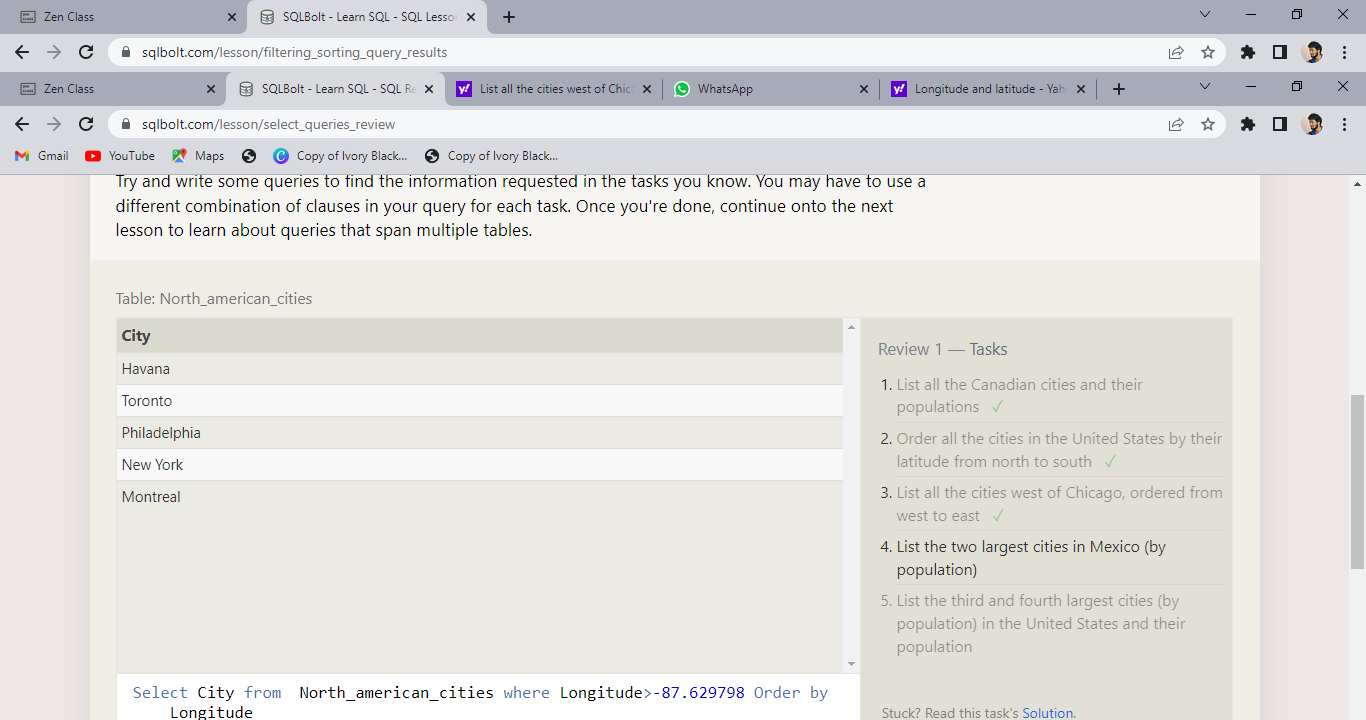 Zen Class
SQLBolt - Learn SQL - SQL Lesso
sqlbolt.com/lesson/filtering_sorting_query_results
Zen Class
SQLBolt - Learn SQL - SQL Re
List all the cities west of Chic
WhatsApp
Longitude and latitude - Yah
sqlbolt.com/lesson/select_queries_review
Gmail
YouTube
Maps
Copy of Ivory Black...
Copy of Ivory Black...
Try and write some queries to find the information requested in the tasks you know. You may have to use a
different combination of clauses in your query for each task. Once you're done, continue onto the next
lesson to learn about queries that span multiple tables.
Table: North_american_cities
City
Havana
Toronto
Philadelphia
New York
Montreal
Select City from  North_american_cities where Longitude>-87.629798 Order by
Longitude
Review 1 — Tasks
1. List all the Canadian cities and their
populations ✓
2. Order all the cities in the United States by their
latitude from north to south ✓
3. List all the cities west of Chicago, ordered from
west to east ✓
4. List the two largest cities in Mexico (by
population)
5. List the third and fourth largest cities (by
population) in the United States and their
population
Stuck? Read this task's Solution.